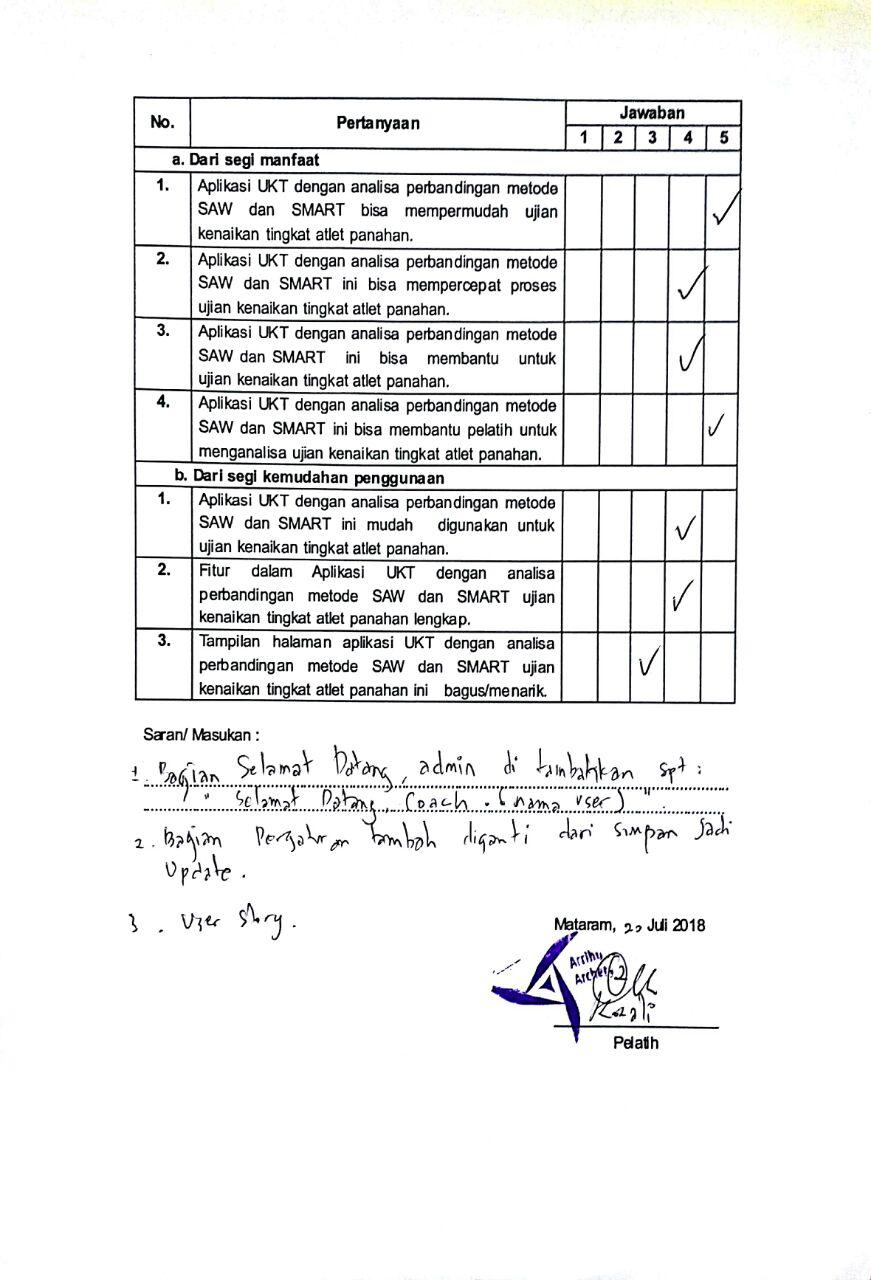 No. Pertanyaan Jawaban
1 2 3 4 5
a. Dari segi manfaat
1. Aplikasi UKT dengan analisa perbandingan metode
SAW dan SMART bisa mempermudah ujian
kenaikan tingkat atlet panahan.
✓
2. Aplikasi UKT dengan analisa perbandingan metode
SAW dan SMART ini bisa mempercepat proses
ujian kenaikan tingkat atlet panahan.
✓
3. Aplikasi UKT dengan analisa perbandingan metode
SAW dan SMART ini bisa membantu untuk
ujian kenaikan tingkat atlet panahan.
✓
4. Aplikasi UKT dengan analisa perbandingan metode
SAW dan SMART ini bisa membantu pelatih untuk
menganalisa ujian kenaikan tingkat atlet panahan.
✓
b. Dari segi kemudahan penggunaan
1. Aplikasi UKT dengan analisa perbandingan metode
SAW dan SMART ini mudah digunakan untuk
ujian kenaikan tingkat atlet panahan.
✓
2. Fitur dalam Aplikasi UKT dengan analisa
perbandingan metode SAW dan SMART ujian
kenaikan tingkat atlet panahan lengkap.
✓
3. Tampilan halaman aplikasi UKT dengan analisa
perbandingan metode SAW dan SMART ujian
kenaikan tingkat atlet panahan ini bagus/menarik.
✓
Saran/ Masukan :
1. Bagian Selamat Datang, admin di tambahkan spt :
" Selamat Datang, Coach . (nama user) "
2. Bagian tambah diganti dari simpan jadi
Update.
3 . User Story.
Mataram, Juli 2018
Pelatih